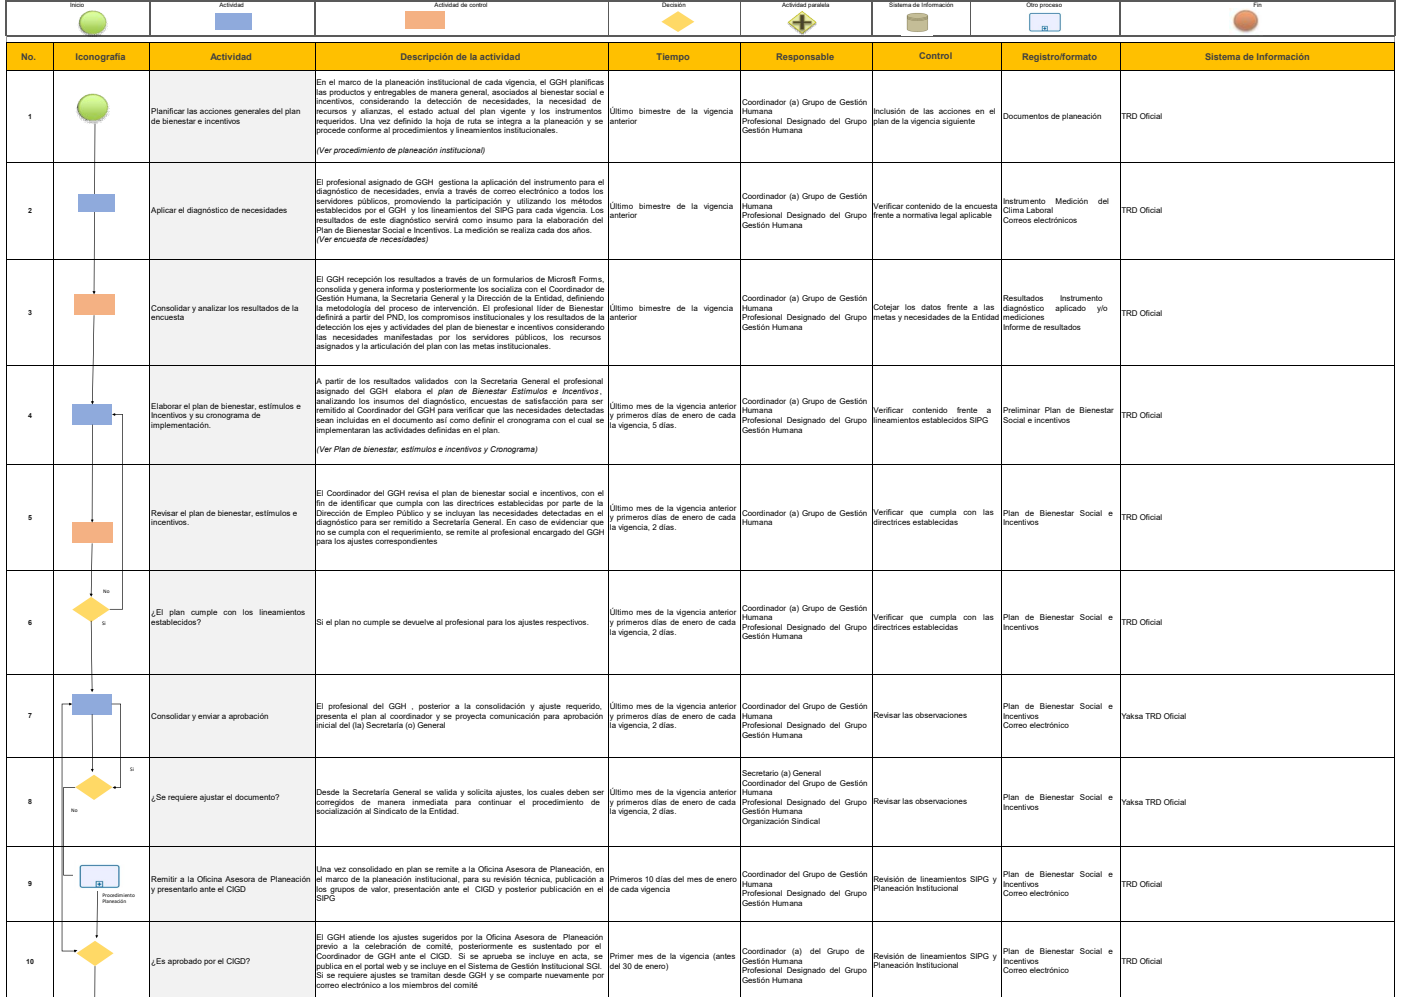 Inicio
Actividad
Actividad de control
Decisión
Actividad paralela
Sistema de Información
Otro proceso
Fin
No.
Iconografía
Actividad
Descripción de la actividad
Tiempo
Responsable
Control
Registro/formato
Sistema de Información
1
Planificar las acciones generales del plan
de bienestar e incentivos
En el marco de la planeación institucional de cada vigencia, el GGH planificas
las productos y entregables de manera general, asociados al bienestar social e
incentivos, considerando la detección de necesidades, la necesidad de
recursos y alianzas, el estado actual del plan vigente y los instrumentos
requeridos. Una vez definido la hoja de ruta se integra a la planeación y se
procede conforme al procedimientos y lineamientos institucionales.
(Ver procedimiento de planeación institucional)
Último bimestre de la vigencia
anterior
Coordinador (a) Grupo de Gestión
Humana
Profesional Designado del Grupo
Gestión Humana
Inclusión de las acciones en el
plan de la vigencia siguiente
Documentos de planeación
TRD Oficial
2
Aplicar el diagnóstico de necesidades
El profesional asignado de GGH gestiona la aplicación del instrumento para el
diagnóstico de necesidades, envía a través de correo electrónico a todos los
servidores públicos, promoviendo la participación y utilizando los métodos
establecidos por el GGH y los lineamientos del SIPG para cada vigencia. Los
resultados de este diagnóstico servirá como insumo para la elaboración del
Plan de Bienestar Social e Incentivos. La medición se realiza cada dos años.
(Ver encuesta de necesidades)
Último bimestre de la vigencia
anterior
Coordinador (a) Grupo de Gestión
Humana
Profesional Designado del Grupo
Gestión Humana
Verificar contenido de la encuesta
frente a normativa legal aplicable
Instrumento Medición del
Clima Laboral
Correos electrónicos
TRD Oficial
3
Consolidar y analizar los resultados de la
encuesta
El GGH recepción los resultados a través de un formularios de Microsft Forms,
consolida y genera informa y posteriormente los socializa con el Coordinador de
Gestión Humana, la Secretaria General y la Dirección de la Entidad, definiendo
la metodología del proceso de intervención. El profesional líder de Bienestar
definirá a partir del PND, los compromisos institucionales y los resultados de la
detección los ejes y actividades del plan de bienestar e incentivos considerando
las necesidades manifestadas por los servidores públicos, los recursos
asignados y la articulación del plan con las metas institucionales.
Último bimestre de la vigencia
anterior
Coordinador (a) Grupo de Gestión
Humana
Profesional Designado del Grupo
Gestión Humana
Cotejar los datos frente a las
metas y necesidades de la Entidad
Resultados Instrumento
diagnóstico aplicado y/o
mediciones
Informe de resultados
TRD Oficial
4
Elaborar el plan de bienestar, estímulos e
Incentivos y su cronograma de
implementación.
A partir de los resultados validados con la Secretaria General el profesional
asignado del GGH elabora el plan de Bienestar Estímulos e Incentivos,
analizando los insumos del diagnóstico, encuestas de satisfacción para ser
remitido al Coordinador del GGH para verificar que las necesidades detectadas
sean incluidas en el documento así como definir el cronograma con el cual se
implementaran las actividades definidas en el plan.
(Ver Plan de bienestar, estímulos e incentivos y Cronograma)
Último mes de la vigencia anterior
y primeros días de enero de cada
la vigencia, 5 días.
Coordinador (a) Grupo de Gestión
Humana
Profesional Designado del Grupo
Gestión Humana
Verificar contenido frente a
lineamientos establecidos SIPG
Preliminar Plan de Bienestar
Social e incentivos
TRD Oficial
5
Revisar el plan de bienestar, estímulos e
incentivos.
El Coordinador del GGH revisa el plan de bienestar social e incentivos, con el
fin de identificar que cumpla con las directrices establecidas por parte de la
Dirección de Empleo Público y se incluyan las necesidades detectadas en el
diagnóstico para ser remitido a Secretaría General. En caso de evidenciar que
no se cumpla con el requerimiento, se remite al profesional encargado del GGH
para los ajustes correspondientes
Último mes de la vigencia anterior
y primeros días de enero de cada
la vigencia, 2 días.
Coordinador (a) Grupo de Gestión
Humana
Verificar que cumpla con las
directrices establecidas
Plan de Bienestar Social e
Incentivos
TRD Oficial
No
Si
6
¿El plan cumple con los lineamientos
establecidos?
Si el plan no cumple se devuelve al profesional para los ajustes respectivos.
Último mes de la vigencia anterior
y primeros días de enero de cada
la vigencia, 2 días.
Coordinador (a) Grupo de Gestión
Humana
Profesional Designado del Grupo
Gestión Humana
Verificar que cumpla con las
directrices establecidas
Plan de Bienestar Social e
Incentivos
TRD Oficial
7
Consolidar y enviar a aprobación
El profesional del GGH , posterior a la consolidación y ajuste requerido,
presenta el plan al coordinador y se proyecta comunicación para aprobación
inicial del (la) Secretaría (o) General
Último mes de la vigencia anterior
y primeros días de enero de cada
la vigencia, 2 días.
Coordinador del Grupo de Gestión
Humana
Profesional Designado del Grupo
Gestión Humana
Revisar las observaciones
Plan de Bienestar Social e
Incentivos
Correo electrónico
Yaksa TRD Oficial
Si
No
8
¿Se requiere ajustar el documento?
Desde la Secretaría General se valida y solicita ajustes, los cuales deben ser
corregidos de manera inmediata para continuar el procedimiento de
socialización al Sindicato de la Entidad.
Último mes de la vigencia anterior
y primeros días de enero de cada
la vigencia, 2 días.
Secretario (a) General
Coordinador del Grupo de Gestión
Humana
Profesional Designado del Grupo
Gestión Humana
Organización Sindical
Revisar las observaciones
Plan de Bienestar Social e
Incentivos
Yaksa TRD Oficial
9
Procedimiento
Planeación
Remitir a la Oficina Asesora de Planeación
y presentarlo ante el CIGD
Una vez consolidado en plan se remite a la Oficina Asesora de Planeación, en
el marco de la planeación institucional, para su revisión técnica, publicación a
los grupos de valor, presentación ante el CIGD y posterior publicación en el
SIPG
Primeros 10 días del mes de enero
de cada vigencia
Coordinador del Grupo de Gestión
Humana
Profesional Designado del Grupo
Gestión Humana
Revisión de lineamientos SIPG y
Planeación Institucional
Plan de Bienestar Social e
Incentivos
Correo electrónico
TRD Oficial
10
¿Es aprobado por el CIGD?
El GGH atiende los ajustes sugeridos por la Oficina Asesora de Planeación
previo a la celebración de comité, posteriormente es sustentado por el
Coordinador de GGH ante el CIGD. Si se aprueba se incluye en acta, se
publica en el portal web y se incluye en el Sistema de Gestión Institucional SGI.
Si se requiere ajustes se tramitan desde GGH y se comparte nuevamente por
correo electrónico a los miembros del comité
Primer mes de la vigencia (antes
del 30 de enero)
Coordinador (a) del Grupo de
Gestión Humana
Profesional Designado del Grupo
Gestión Humana
Revisión de lineamientos SIPG y
Planeación Institucional
Plan de Bienestar Social e
Incentivos
Correo electrónico
TRD Oficial